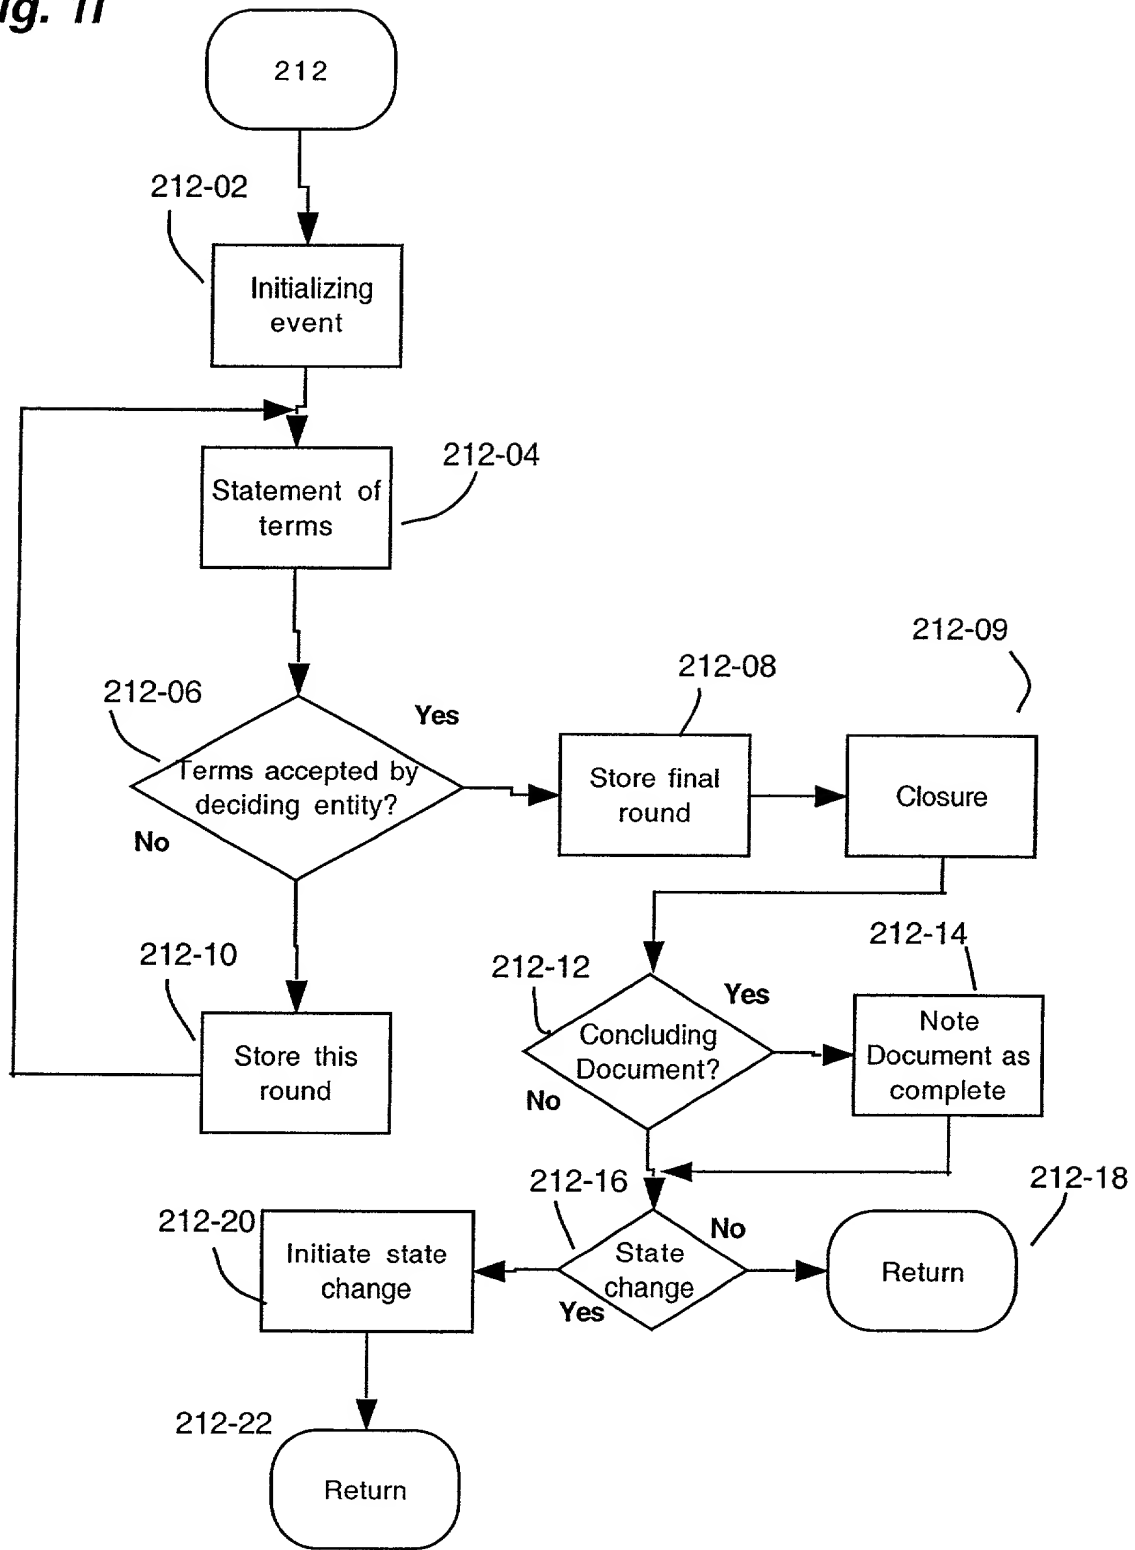 212
212-02
Initializing
event
Statement of
terms
212-04
212-06
Terms accepted by
deciding entity?
Yes
No
212-08
Store final
round
212-09
Closure
212-10
Store this
round
212-12
Concluding
Document?
Yes
No
212-14
Note
Document as
complete
212-16
State
change
No
Yes
212-18
Return
212-20
Initiate state
change
212-22
Return